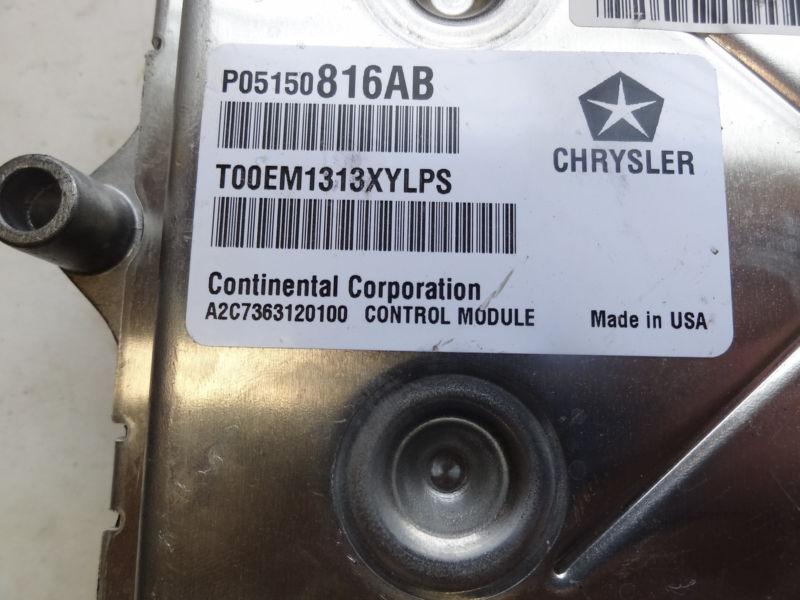 P05150816AB
CHRYSLER
T00EM1313XYLPS
Continental Corporation
A2C7363120100 CONTROL MODULE Made in USA